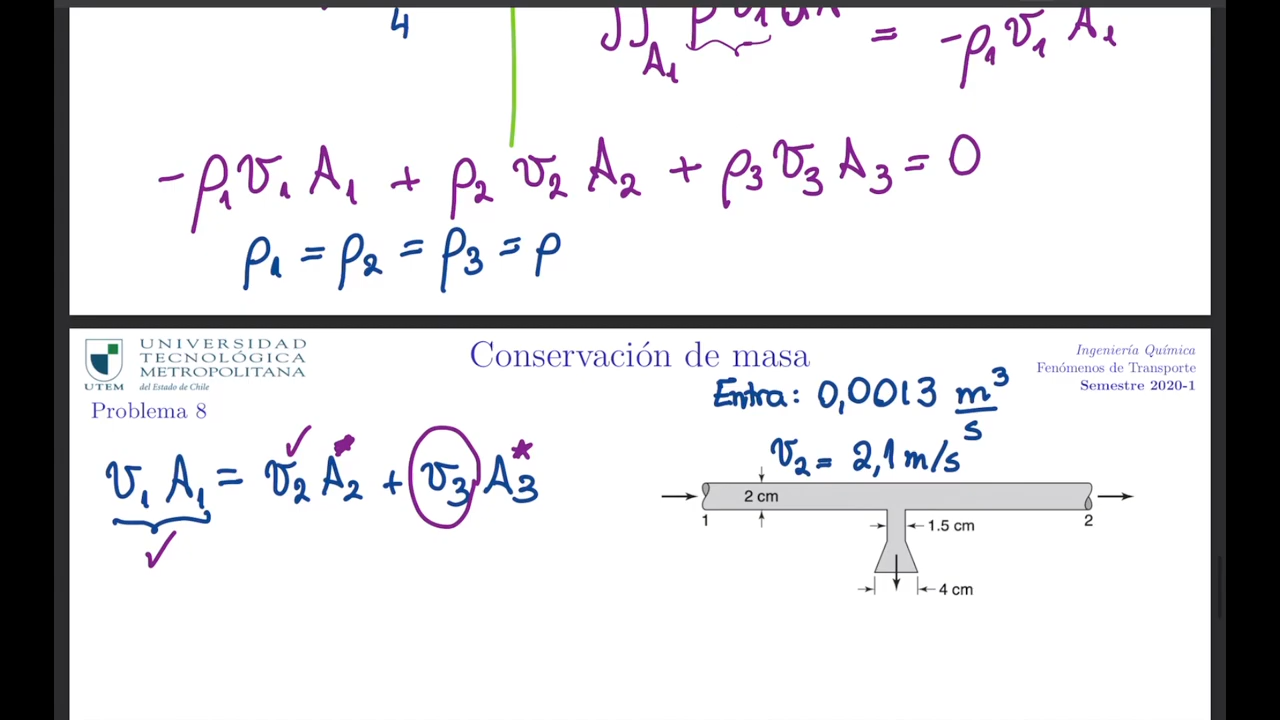 4
∬_A₁ ρ v₁ dA = -ρ₁ v₁ A₁
-ρ₁ v₁ A₁ + ρ₂ v₂ A₂ + ρ₃ v₃ A₃ = 0
ρ₁ = ρ₂ = ρ₃ = ρ
UNIVERSIDAD
TECNOLÓGICA
METROPOLITANA
del Estado de Chile
UTEM
Conservación de masa
Ingeniería Química
Fenómenos de Transporte
Semestre 2020-1
Problema 8
Entra: 0,0013 m³/s
v₂ = 2,1 m/s
v₁ A₁ = v₂ A₂ + v₃ A₃
✓ * *
✓
2 cm
1
2
1.5 cm
4 cm